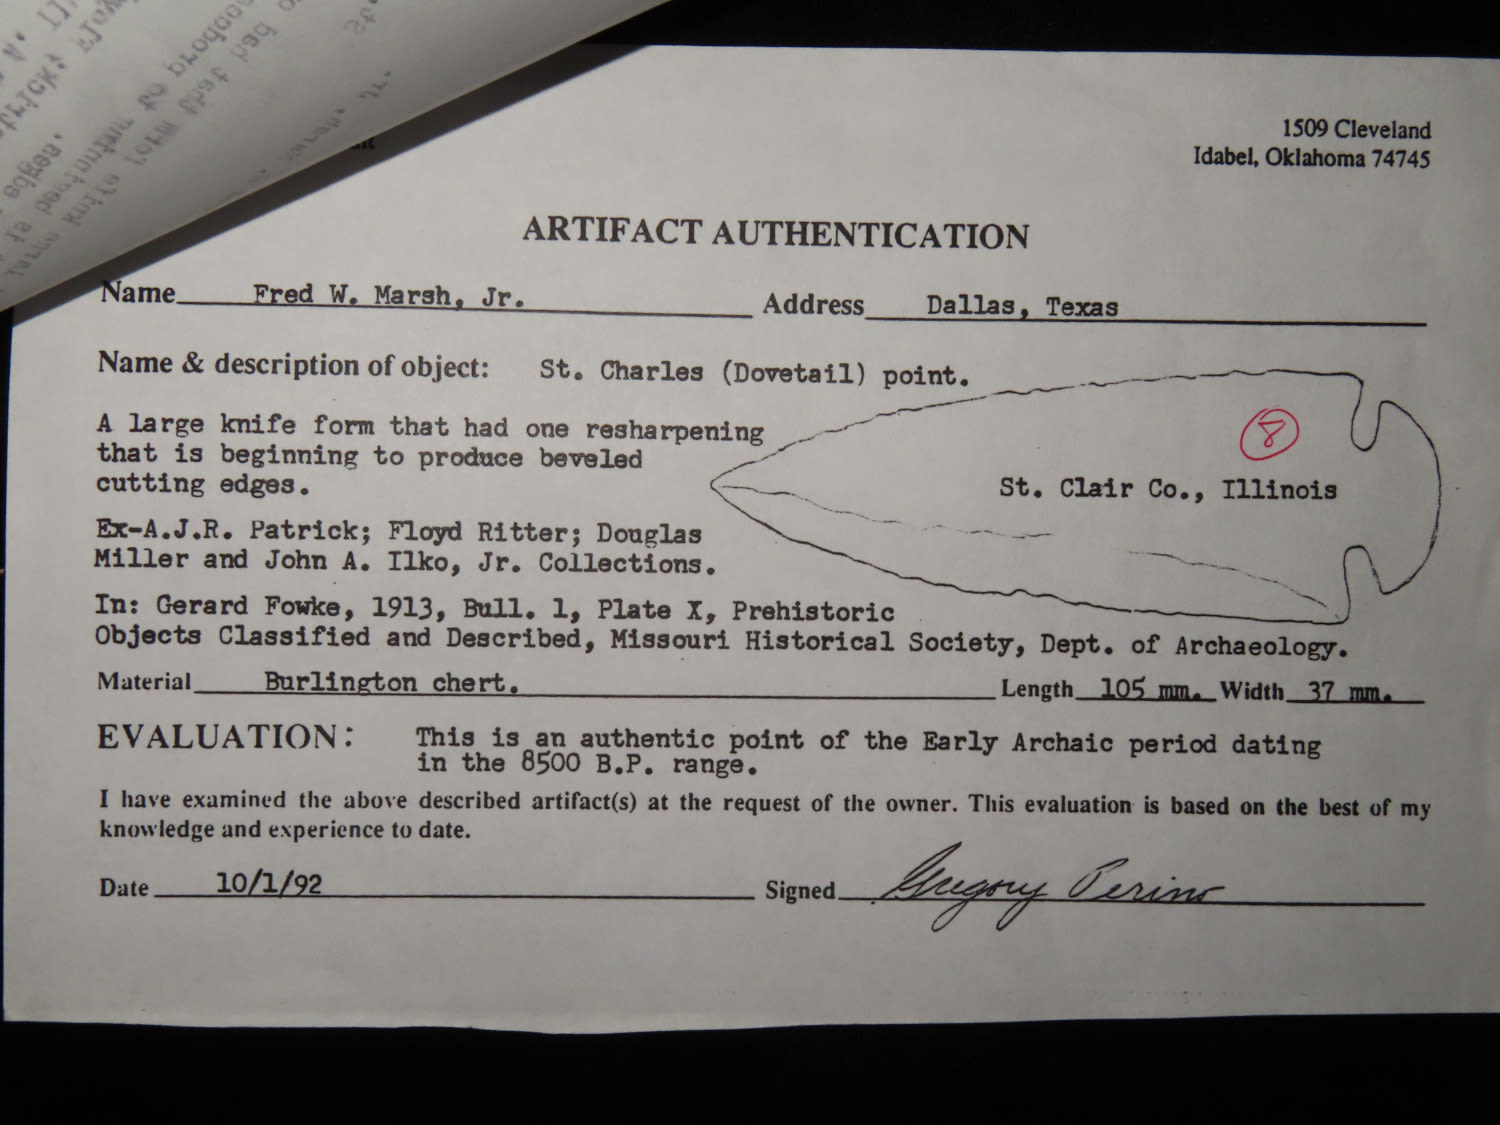 1509 Cleveland
Idabel, Oklahoma 74745
ARTIFACT AUTHENTICATION
Name Fred W. Marsh, Jr. Address Dallas, Texas
Name & description of object: St. Charles (Dovetail) point.
A large knife form that had one resharpening
that is beginning to produce beveled
cutting edges.
8
St. Clair Co., Illinois
Ex-A.J.R. Patrick; Floyd Ritter; Douglas
Miller and John A. Ilko, Jr. Collections.
In: Gerard Fowke, 1913, Bull. 1, Plate X, Prehistoric
Objects Classified and Described, Missouri Historical Society, Dept. of Archaeology.
Material Burlington chert. Length 105 mm. Width 37 mm.
EVALUATION: This is an authentic point of the Early Archaic period dating
in the 8500 B.P. range.
I have examined the above described artifact(s) at the request of the owner. This evaluation is based on the best of my
knowledge and experience to date.
Date 10/1/92 Signed Gregory Perino